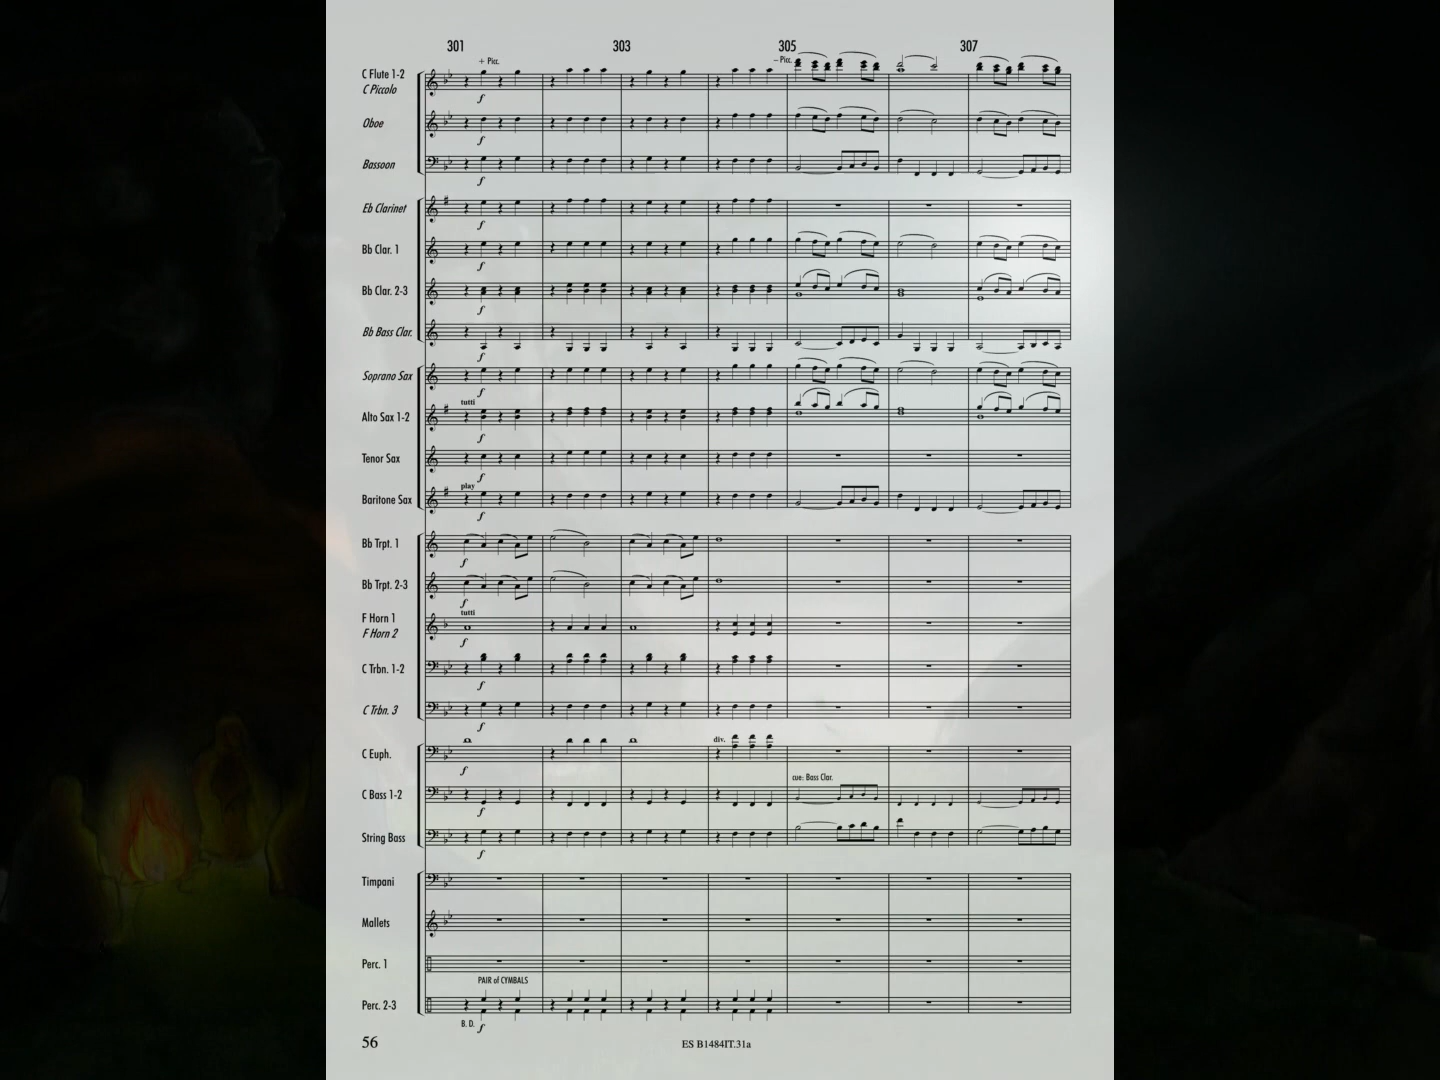 301 303 305 307
+ Picc. – Picc.
C Flute 1-2
C Piccolo
f
Oboe
f
Bassoon
f
Eb Clarinet
f
Bb Clar. 1
f
Bb Clar. 2-3
f
Bb Bass Clar.
f
Soprano Sax
f
tutti
Alto Sax 1-2
f
Tenor Sax
f
play
Baritone Sax
f
Bb Trpt. 1
f
Bb Trpt. 2-3
f
tutti
F Horn 1
F Horn 2
f
C Trbn. 1-2
f
C Trbn. 3
f
div.
C Euph.
f
cue: Bass Clar.
C Bass 1-2
f
String Bass
f
Timpani
Mallets
Perc. 1
PAIR of CYMBALS
Perc. 2-3
B. D. f
56 ES B1484IT.31a